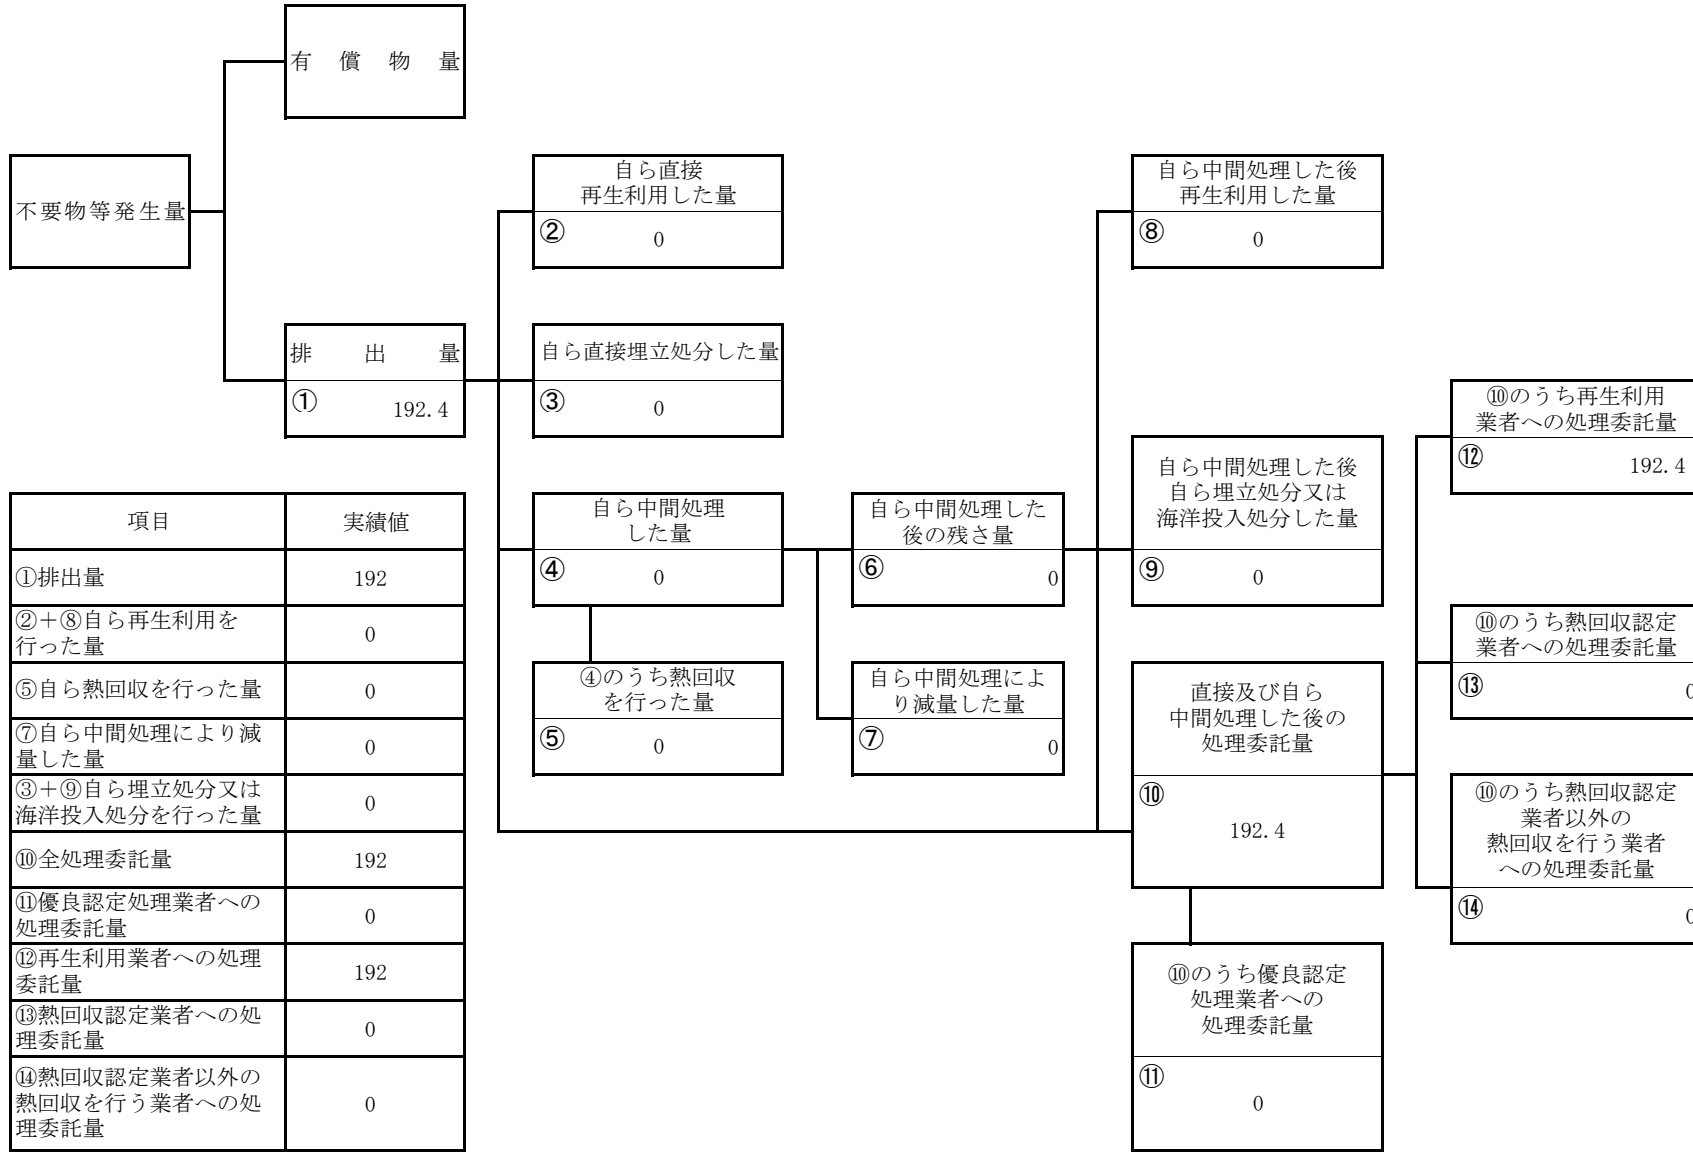 有償物量
不要物等発生量
自ら直接
再生利用した量
② 0
自ら中間処理した後
再生利用した量
⑧ 0
排出量
① 192.4
自ら直接埋立処分した量
③ 0
⑩のうち再生利用
業者への処理委託量
⑫ 192.4
自ら中間処理した後
自ら埋立処分又は
海洋投入処分した量
⑨ 0
自ら中間処理
した量
④ 0
自ら中間処理した
後の残さ量
⑥ 0
④のうち熱回収
を行った量
⑤ 0
自ら中間処理によ
り減量した量
⑦ 0
直接及び自ら
中間処理した後の
処理委託量
⑩
192.4
⑩のうち熱回収認定
業者への処理委託量
⑬ 0
⑩のうち熱回収認定
業者以外の
熱回収を行う業者
への処理委託量
⑭ 0
⑩のうち優良認定
処理業者への
処理委託量
⑪
0
項目 実績値
①排出量 192
②+⑧自ら再生利用を
行った量 0
⑤自ら熱回収を行った量 0
⑦自ら中間処理により減
量した量 0
③+⑨自ら埋立処分又は
海洋投入処分を行った量 0
⑩全処理委託量 192
⑪優良認定処理業者への
処理委託量 0
⑫再生利用業者への処理
委託量 192
⑬熱回収認定業者への処
理委託量 0
⑭熱回収認定業者以外の
熱回収を行う業者への処
理委託量 0